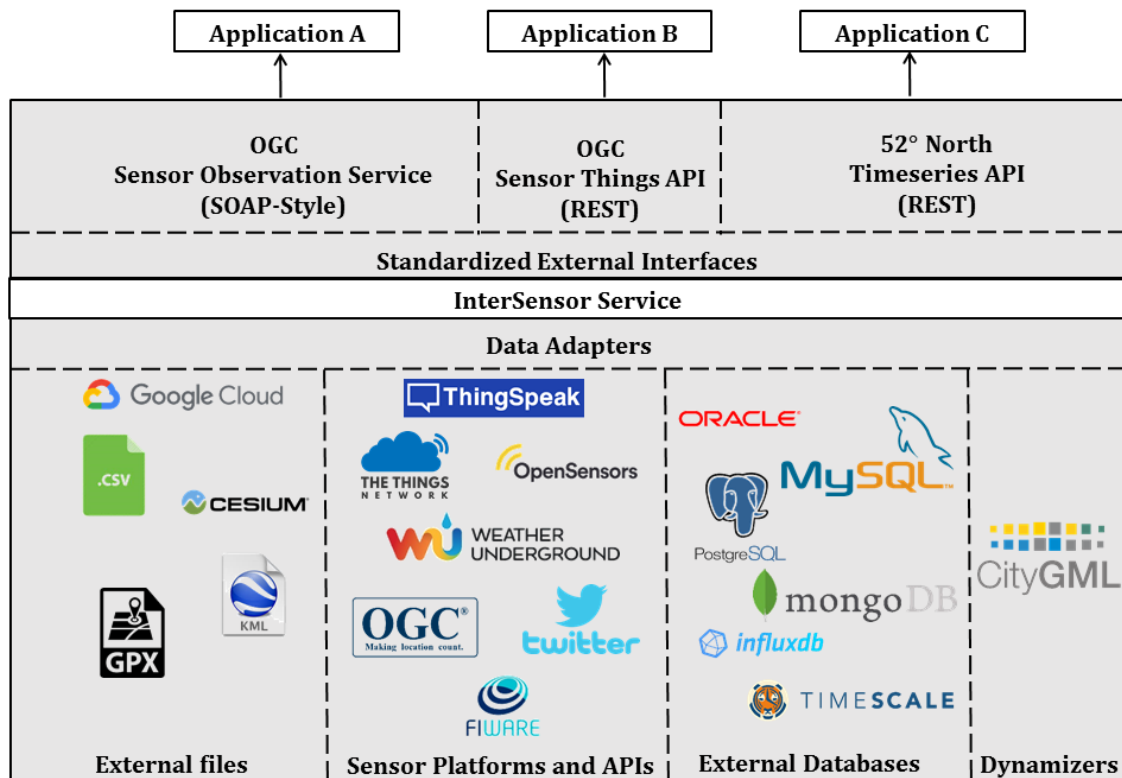 Application A
Application B
Application C
OGC
Sensor Observation Service
(SOAP-Style)
OGC
Sensor Things API
(REST)
52° North
Timeseries API
(REST)
Standardized External Interfaces
InterSensor Service
Data Adapters
Google Cloud
.CSV
CESIUM
KML
GPX
External files
ThingSpeak
THE THINGS
NETWORK
OpenSensors
WU WEATHER
UNDERGROUND
OGC®
Making location count.
twitter
FIWARE
Sensor Platforms and APIs
ORACLE®
MySQL™
PostgreSQL
mongoDB
influxdb
TIMESCALE
External Databases
CityGML
Dynamizers